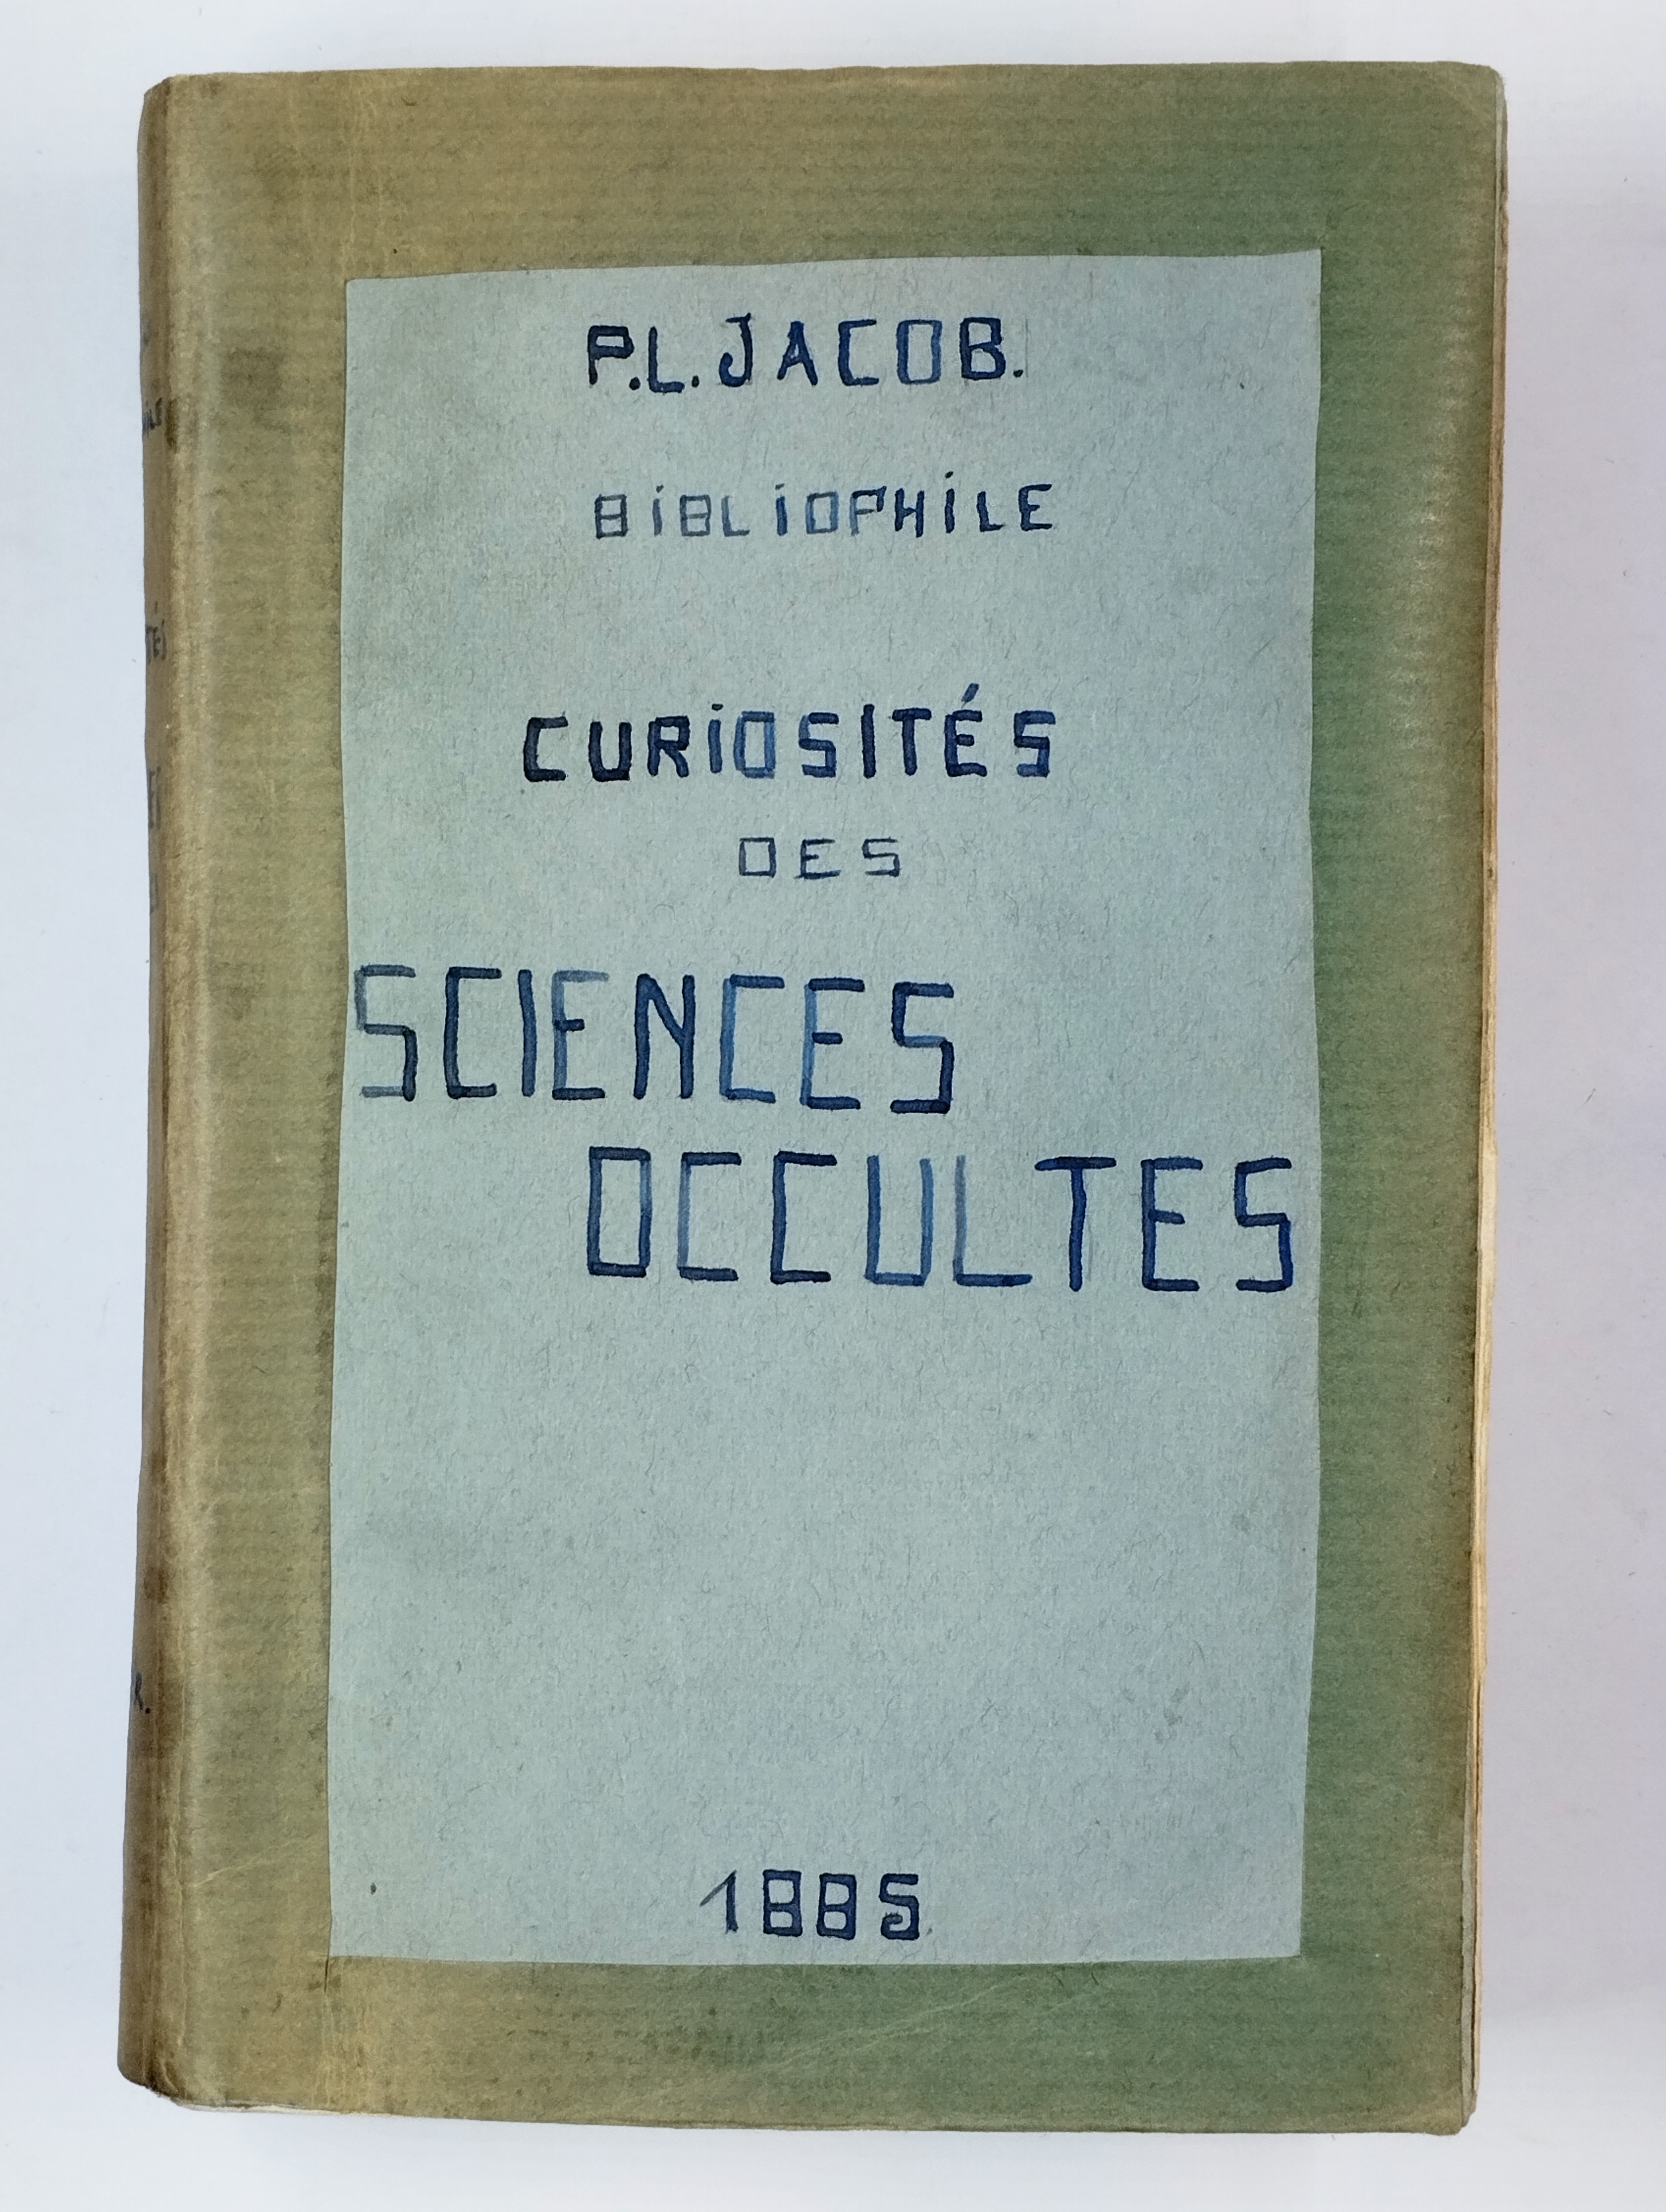 P.L. JACOB.
BiBLiOPHiLE
CURiOSITÉS
DES
SCIENCES
OCCULTES
1885